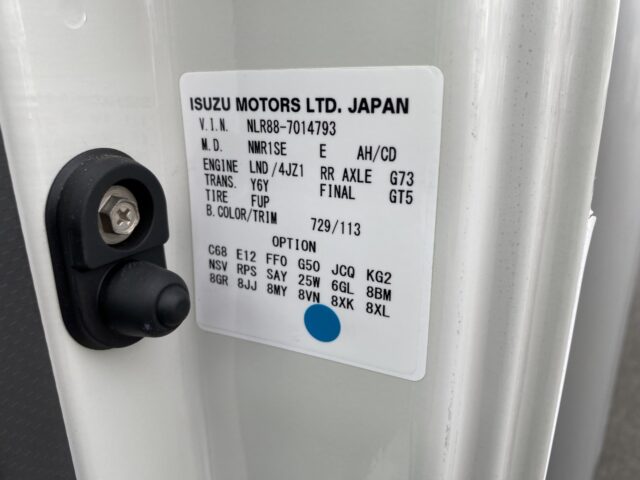 ISUZU MOTORS LTD. JAPAN
V.I.N. NLR88-7014793
M.D. NMR1SE E AH/CD
ENGINE LND/4JZ1 RR AXLE G73
TRANS. Y6Y FINAL GT5
TIRE FUP
B.COLOR/TRIM 729/113
OPTION
C68 E12 FF0 G50 JCQ KG2
NSV RPS SAY 25W 6GL 8BM
8GR 8JJ 8MY 8VN 8XK 8XL